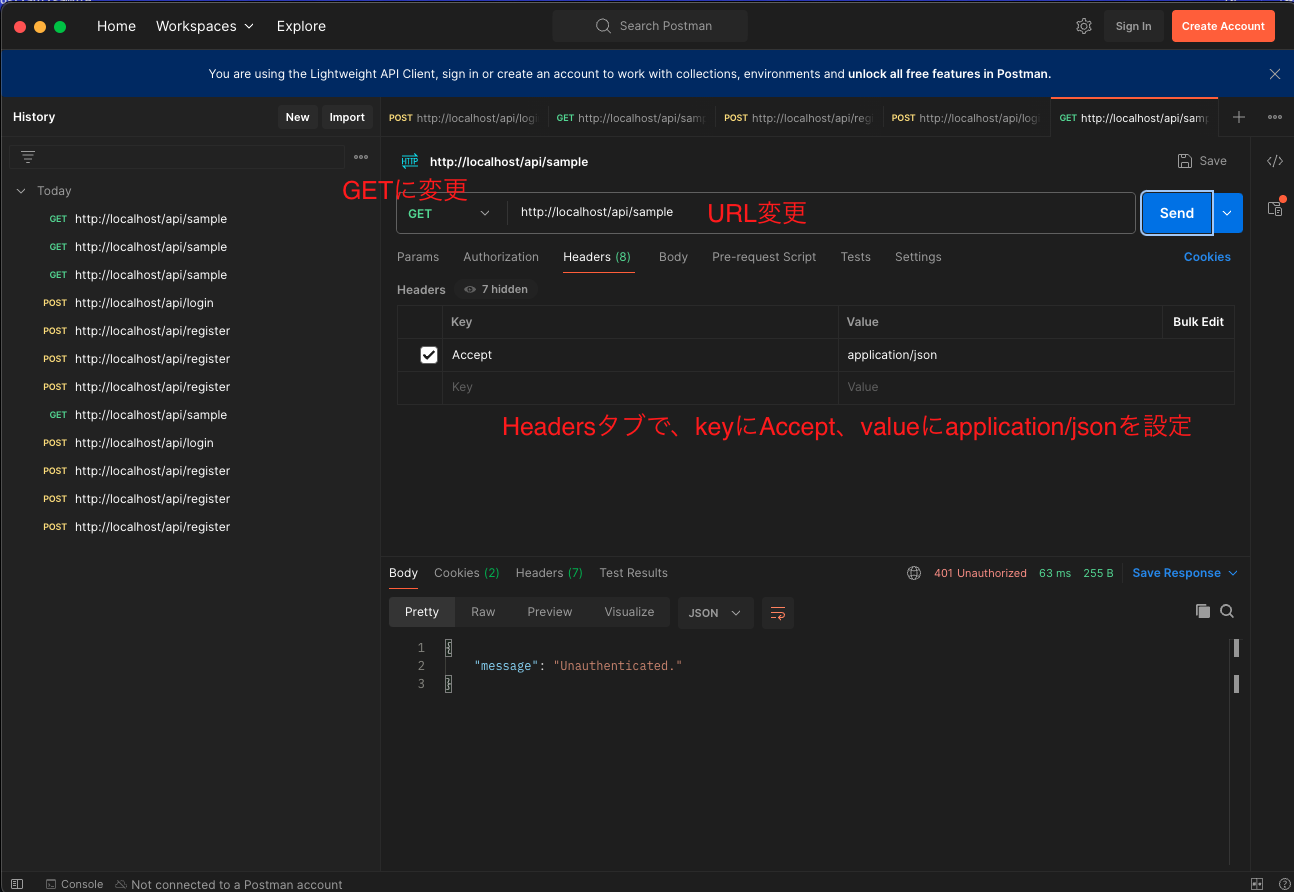 Home Workspaces Explore Search Postman Sign In Create Account
You are using the Lightweight API Client, sign in or create an account to work with collections, environments and unlock all free features in Postman.
History New Import
POST http://localhost/api/logi GET http://localhost/api/sam POST http://localhost/api/reg POST http://localhost/api/log GET http://localhost/api/sam
HTTP http://localhost/api/sample Save
Today
GETに変更
GET http://localhost/api/sample URL変更 Send
GET http://localhost/api/sample
GET http://localhost/api/sample
GET http://localhost/api/sample
POST http://localhost/api/login
POST http://localhost/api/register
POST http://localhost/api/register
POST http://localhost/api/register
GET http://localhost/api/sample
POST http://localhost/api/login
POST http://localhost/api/register
POST http://localhost/api/register
POST http://localhost/api/register
Params Authorization Headers (8) Body Pre-request Script Tests Settings Cookies
Headers 7 hidden
Key Value Bulk Edit
Accept application/json
Key Value
Headersタブで、keyにAccept、valueにapplication/jsonを設定
Body Cookies (2) Headers (7) Test Results 401 Unauthorized 63 ms 255 B Save Response
Pretty Raw Preview Visualize JSON
1 {
2 "message": "Unauthenticated."
3 }
Console Not connected to a Postman account